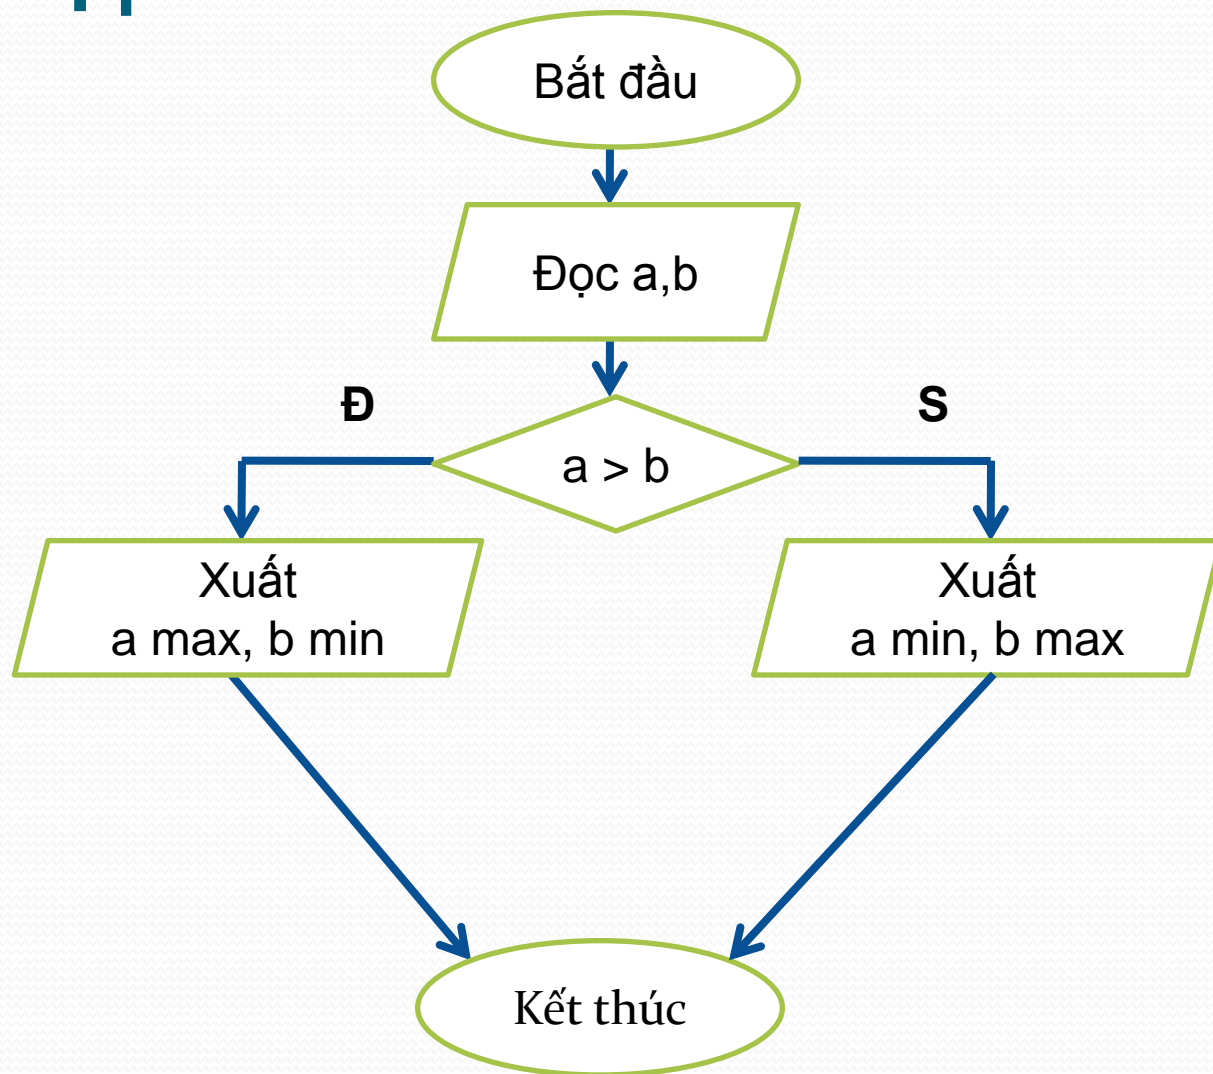 Bắt đầu
Đọc a,b
Đ
S
a > b
Xuất
a max, b min
Xuất
a min, b max
Kết thúc